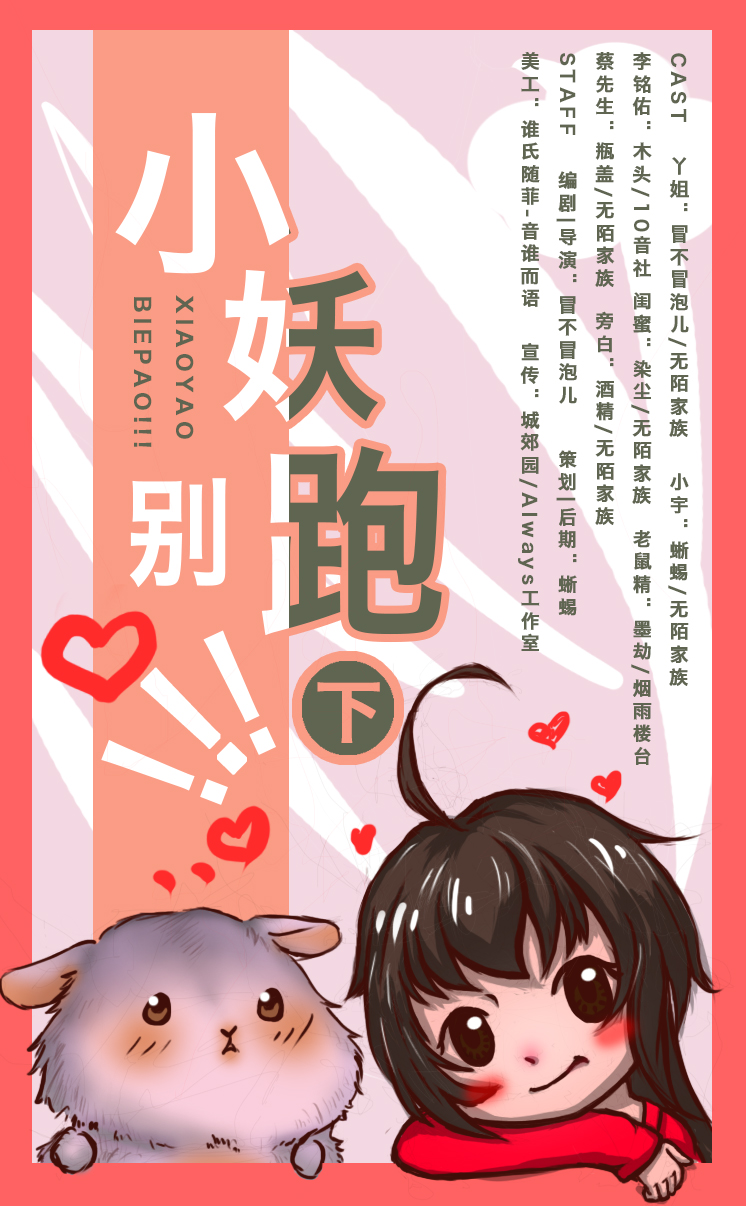 小妖别跑!!!
XIAOYAO
BIEPAO!!!
下
CAST 丫姐：冒不冒泡儿/无陌家族 小宇：蜥蜴/无陌家族
李铭佑：木头/10音社 闺蜜：染尘/无陌家族 老鼠精：墨劫/烟雨楼台
蔡先生：瓶盖/无陌家族 旁白：酒精/无陌家族
STAFF 编剧|导演：冒不冒泡儿 策划|后期：蜥蜴
美工：谁氏随菲-音谁而语 宣传：城郊园/Always工作室